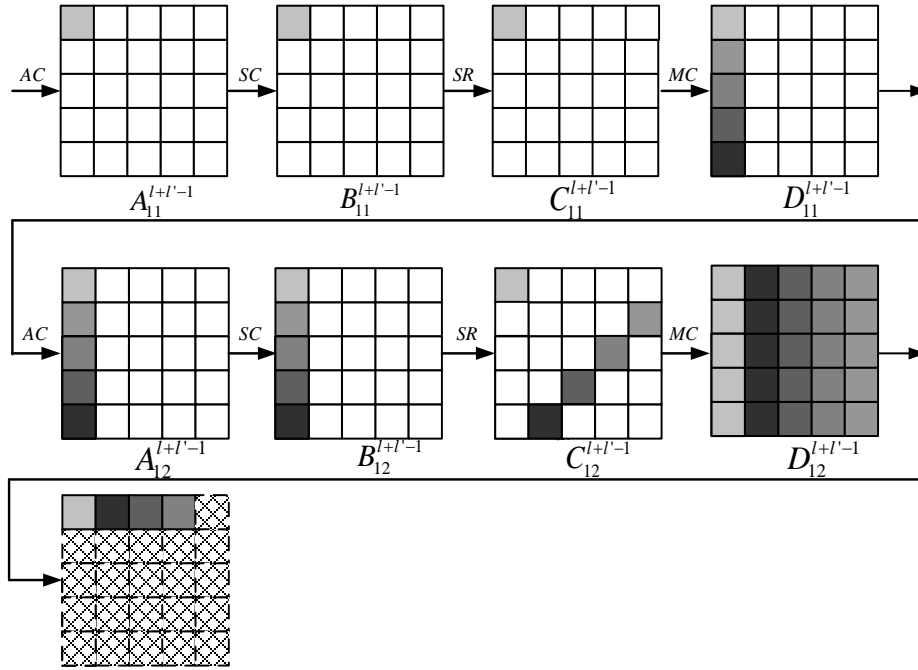 AC SC SR MC
A_{11}^{l+l'-1} B_{11}^{l+l'-1} C_{11}^{l+l'-1} D_{11}^{l+l'-1}
AC SC SR MC
A_{12}^{l+l'-1} B_{12}^{l+l'-1} C_{12}^{l+l'-1} D_{12}^{l+l'-1}